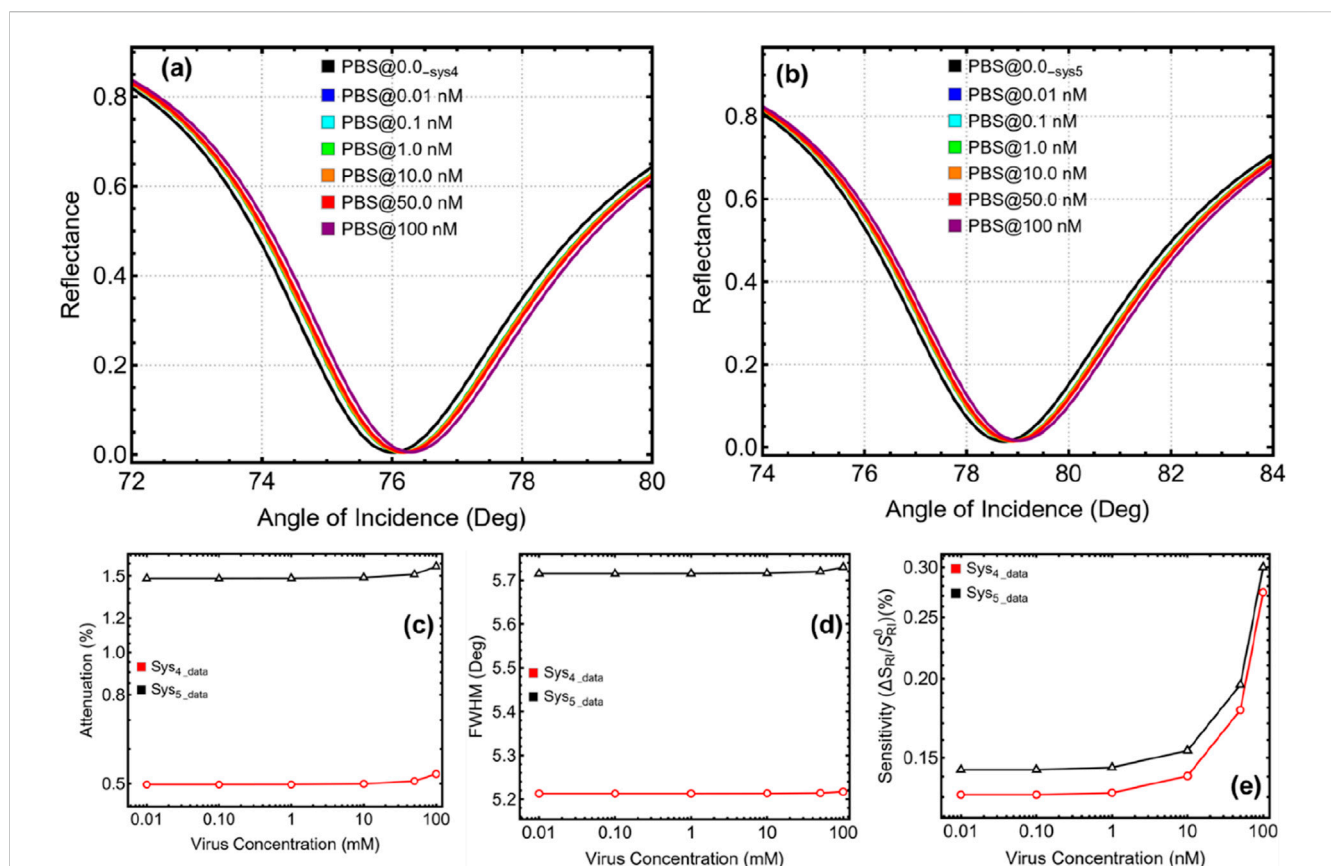 (a)
PBS@0.0_-sys4
PBS@0.01 nM
PBS@0.1 nM
PBS@1.0 nM
PBS@10.0 nM
PBS@50.0 nM
PBS@100 nM
0.8
0.6
0.4
0.2
0.0
Reflectance
72 74 76 78 80
Angle of Incidence (Deg)
(b)
PBS@0.0_-sys5
PBS@0.01 nM
PBS@0.1 nM
PBS@1.0 nM
PBS@10.0 nM
PBS@50.0 nM
PBS@100 nM
0.8
0.6
0.4
0.2
0.0
Reflectance
74 76 78 80 82 84
Angle of Incidence (Deg)
1.5
1.2
1.0
0.8
0.5
Attenuation (%)
(c)
Sys4_data
Sys5_data
0.01 0.10 1 10 100
Virus Concentration (mM)
5.7
5.6
5.5
5.4
5.3
5.2
FWHM (Deg)
(d)
Sys4_data
Sys5_data
0.01 0.10 1 10 100
Virus Concentration (mM)
0.30
0.25
0.20
0.15
Sensitivity (ΔS_RI/S⁰_RI)(%)
Sys4_data
Sys5_data
(e)
0.01 0.10 1 10 100
Virus Concentration (nM)